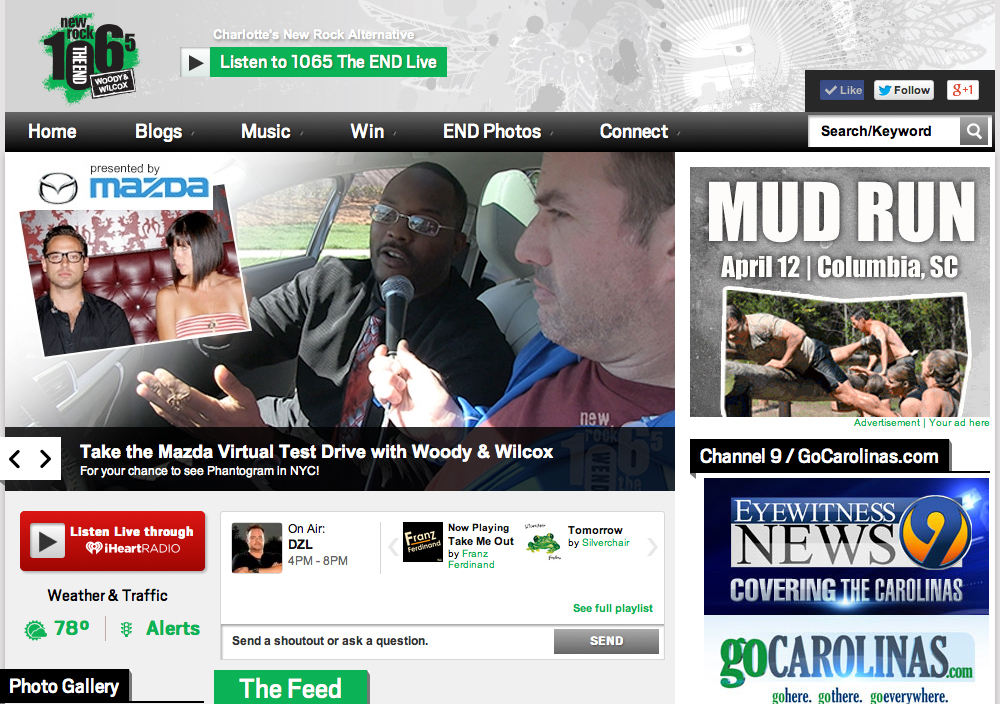 new
rock
106
5
THE END
WOODY &
WILCOX
Charlotte's New Rock Alternative
Listen to 1065 The END Live
Like
Follow
g+1
Home
Blogs
Music
Win
END Photos
Connect
Search/Keyword
presented by
mazda
Take the Mazda Virtual Test Drive with Woody & Wilcox
For your chance to see Phantogram in NYC!
MUD RUN
April 12 | Columbia, SC
Advertisement | Your ad here
Channel 9 / GoCarolinas.com
EYEWITNESS
NEWS 9
COVERING THE CAROLINAS
goCAROLINAS.com
gohere. gothere. goeverywhere.
Listen Live through
iHeartRADIO
Weather & Traffic
78º
Alerts
On Air:
DZL
4PM - 8PM
Franz
Ferdinand
Now Playing
Take Me Out
by Franz
Ferdinand
Tomorrow
by Silverchair
See full playlist
Send a shoutout or ask a question.
SEND
Photo Gallery
The Feed